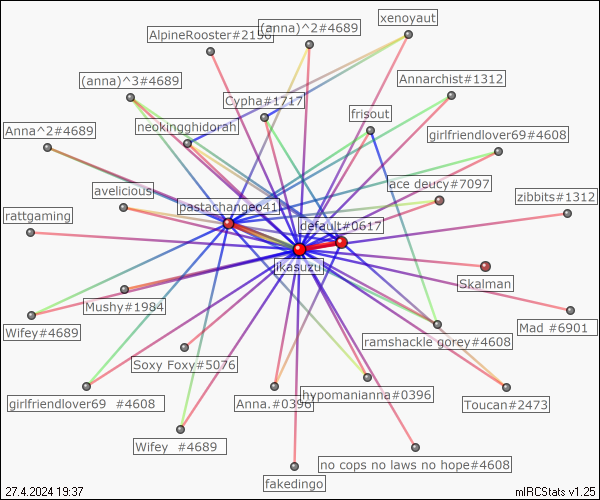 xenoyaut
(anna)^2#4689
AlpineRooster#2156
(anna)^3#4689
Annarchist#1312
Cypha#1717
frisout
neokingghidorah
Anna^2#4689
girlfriendlover69#4608
avelicious
ace deucy#7097
zibbits#1312
pastachangeo41
rattgaming
default#0617
jikasuzui
Skalman
Mushy#1984
Wifey#4689
Mad #6901
ramshackle gorey#4608
Soxy Foxy#5076
hypomanianna#0396
girlfriendlover69 #4608
Anna.#0396
Toucan#2473
Wifey #4689
no cops no laws no hope#4608
fakedingo
27.4.2024 19:37
mIRCStats v1.25